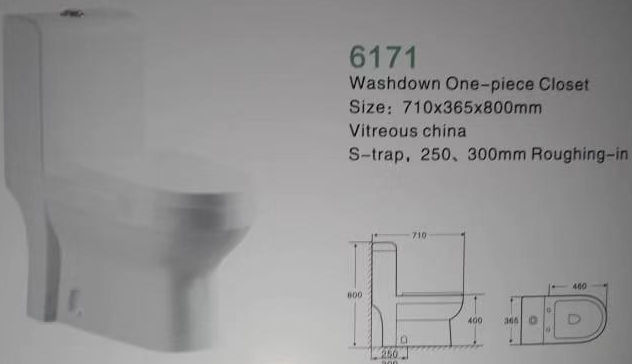 6171
Washdown One-piece Closet
Size: 710x365x800mm
Vitreous china
S-trap, 250、300mm Roughing-in
710
800
400
250
300
460
365